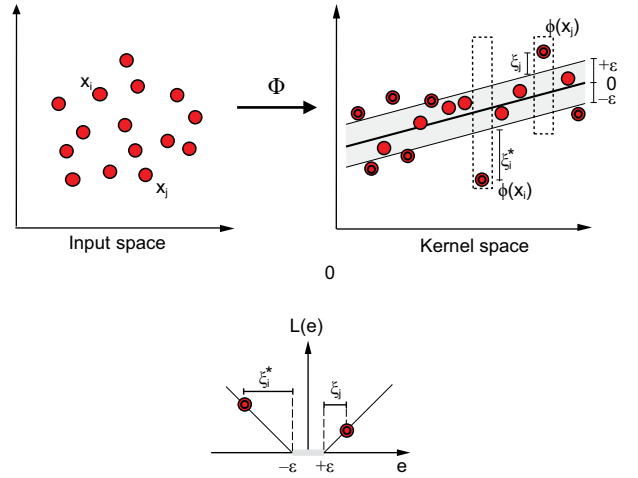 x_i
x_j
Input space
Φ
ϕ(x_j)
ξ_j
+ε
0
−ε
ξ_i*
ϕ(x_i)
Kernel space
0
L(e)
ξ_i*
ξ_j
−ε
+ε
e